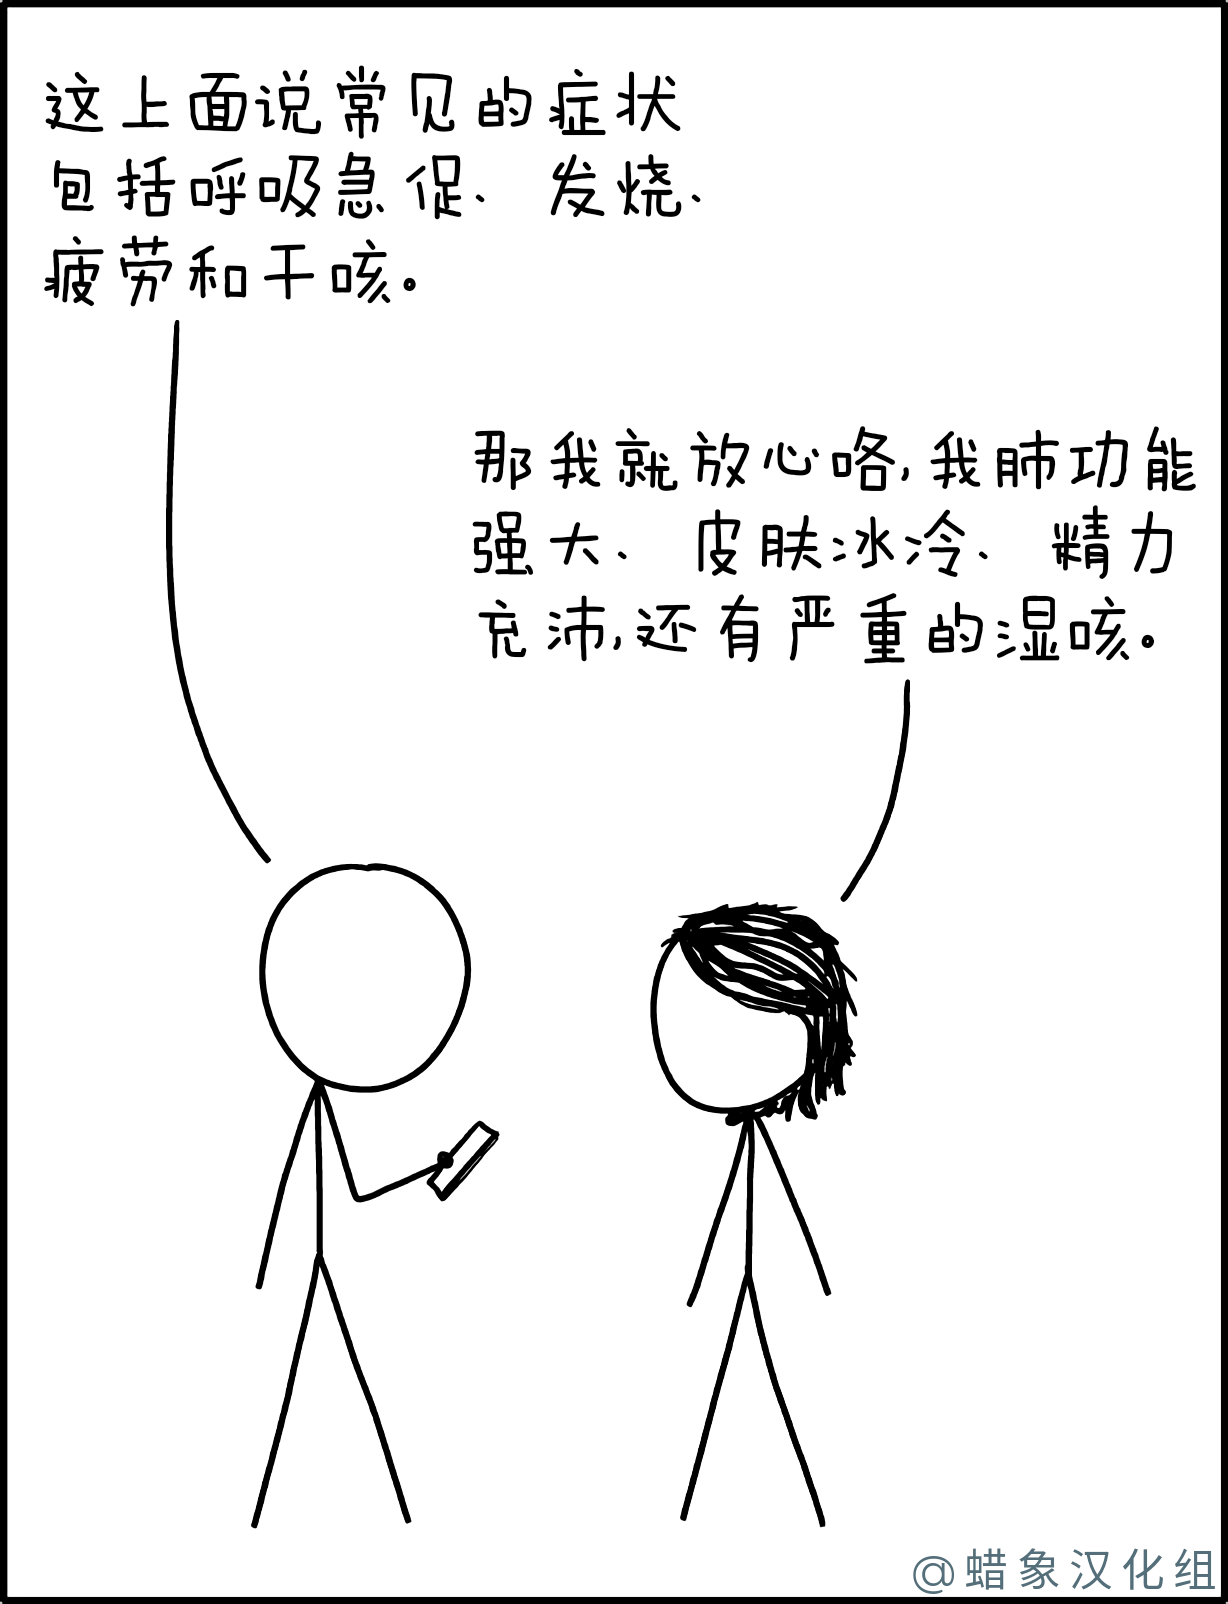 这上面说常见的症状
包括呼吸急促、发烧、
疲劳和干咳。
那我就放心咯,我肺功能
强大、皮肤冰冷、精力
充沛,还有严重的湿咳。
@蜡象汉化组